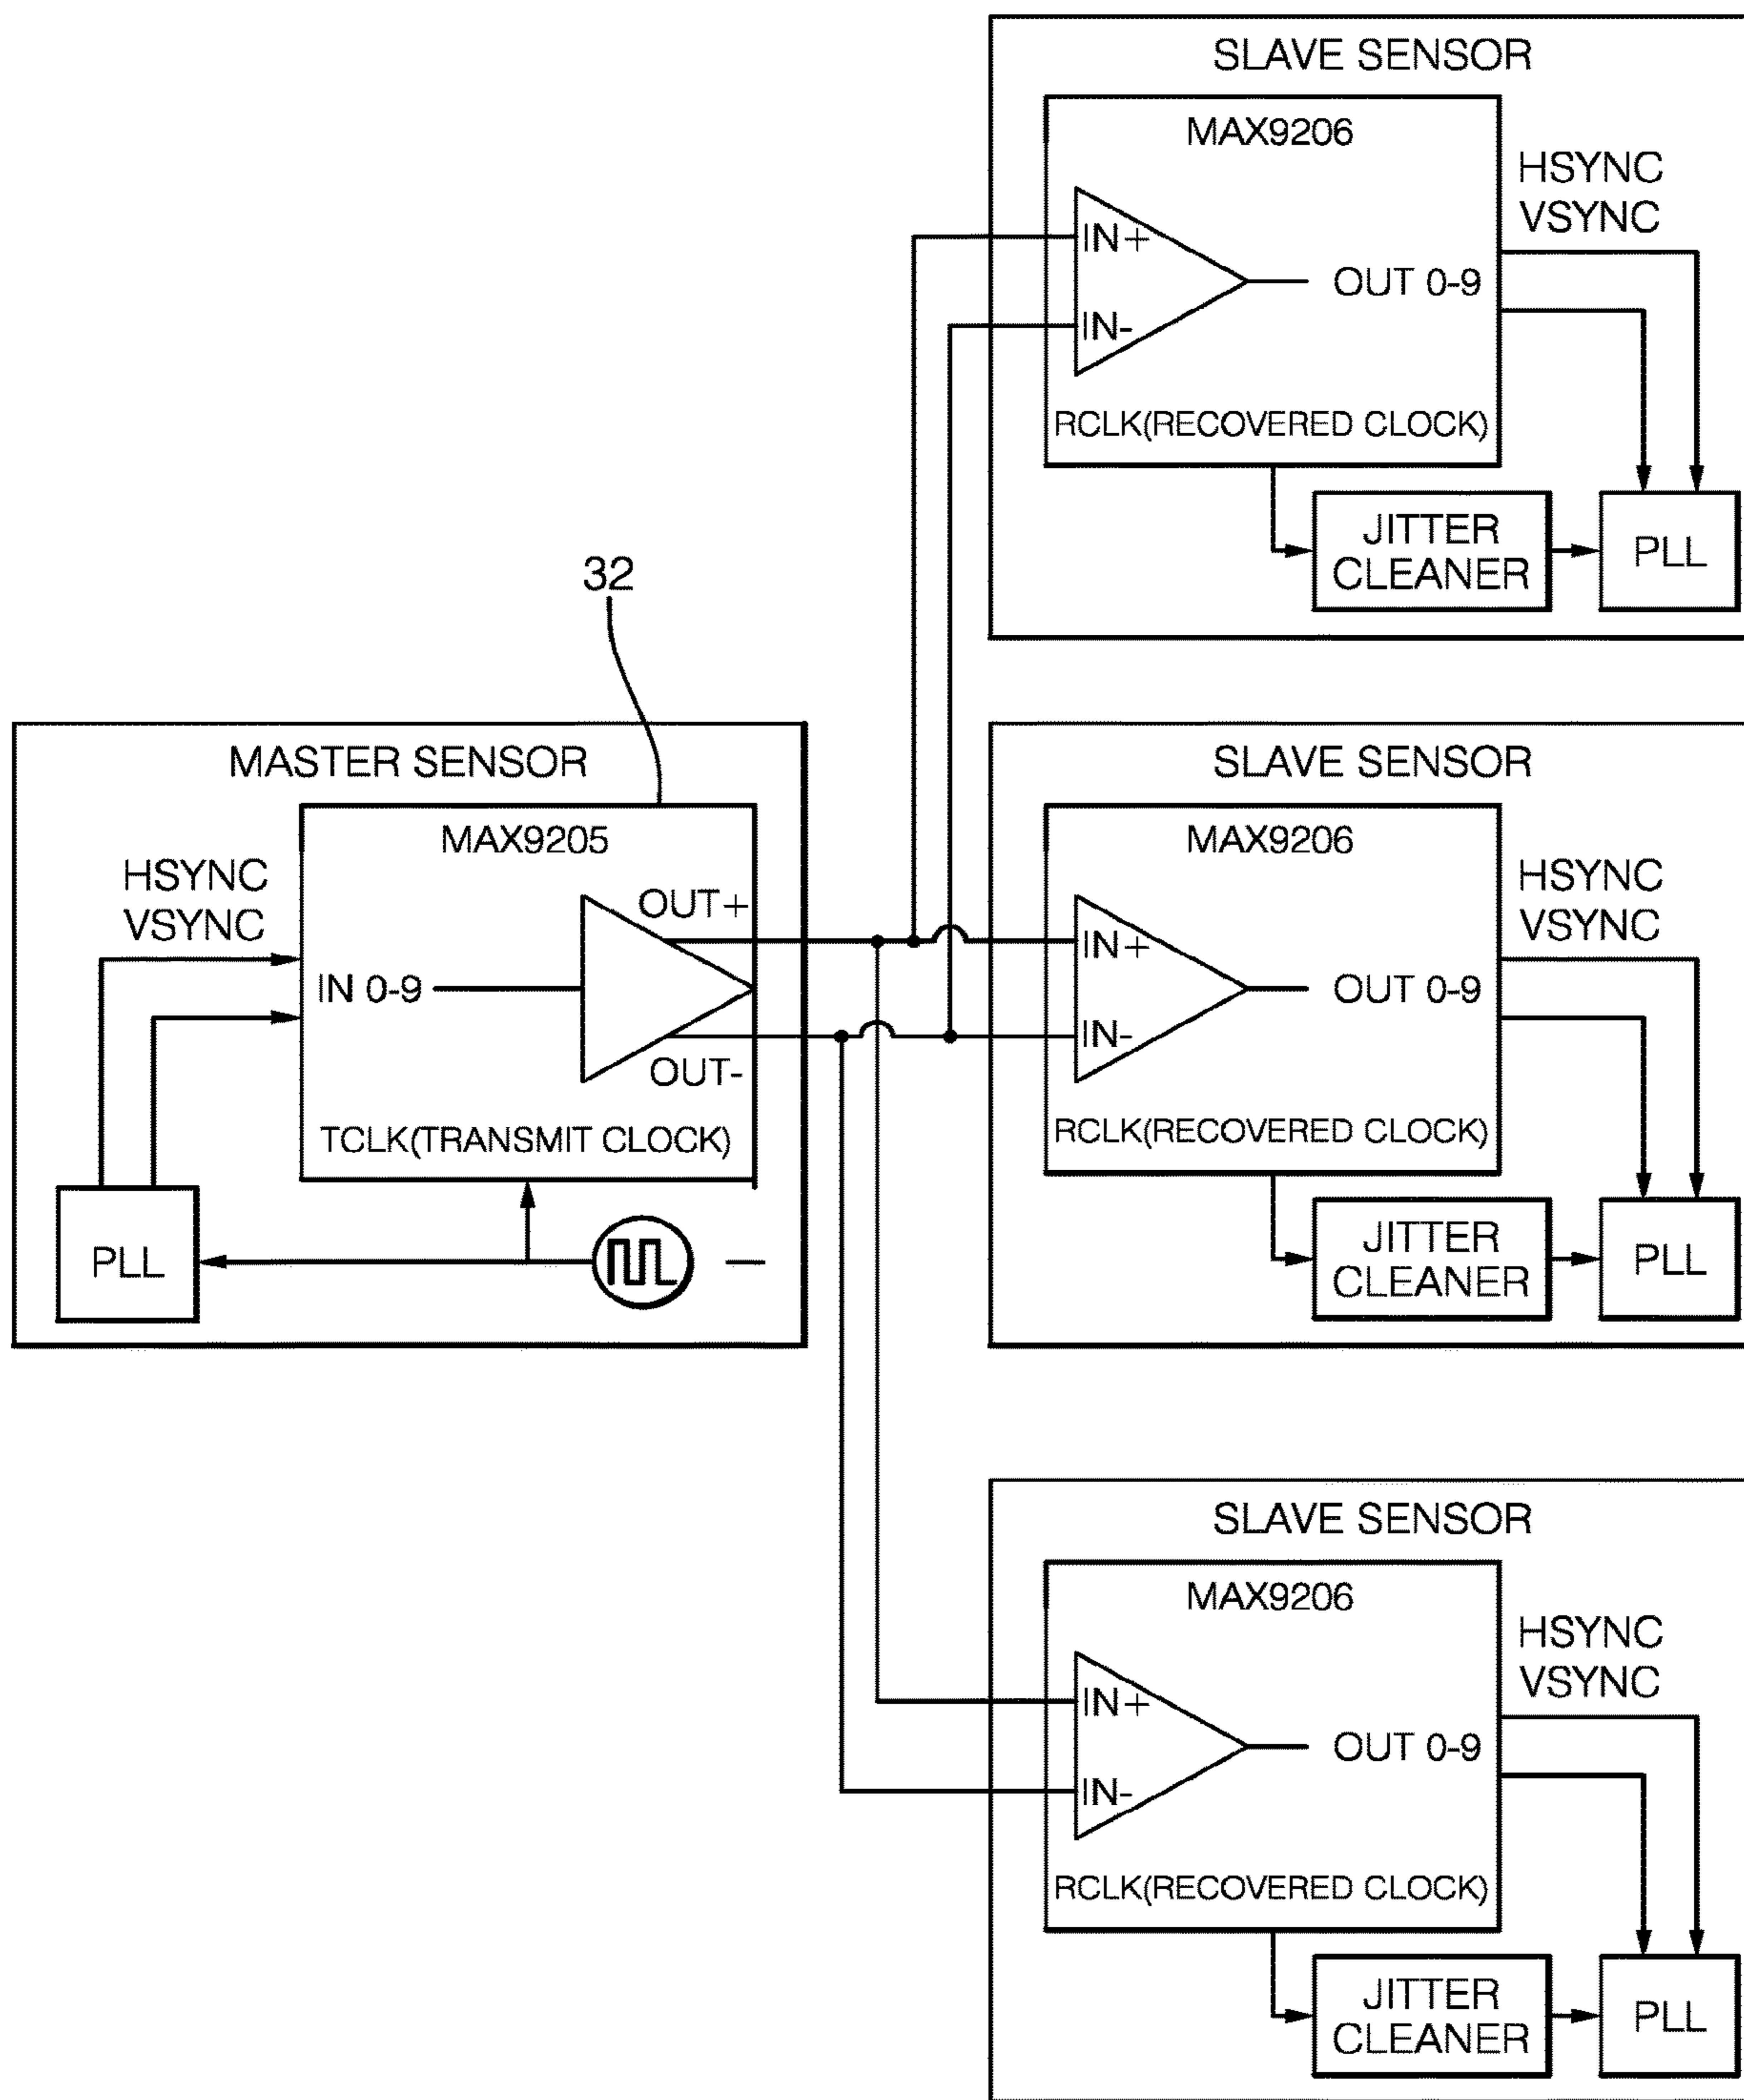 SLAVE SENSOR
MAX9206
HSYNC
VSYNC
IN+
OUT 0-9
IN-
RCLK(RECOVERED CLOCK)
JITTER
CLEANER
PLL
32
MASTER SENSOR
MAX9205
HSYNC
VSYNC
OUT+
IN 0-9
OUT-
TCLK(TRANSMIT CLOCK)
PLL
SLAVE SENSOR
MAX9206
HSYNC
VSYNC
IN+
OUT 0-9
IN-
RCLK(RECOVERED CLOCK)
JITTER
CLEANER
PLL
SLAVE SENSOR
MAX9206
HSYNC
VSYNC
IN+
OUT 0-9
IN-
RCLK(RECOVERED CLOCK)
JITTER
CLEANER
PLL